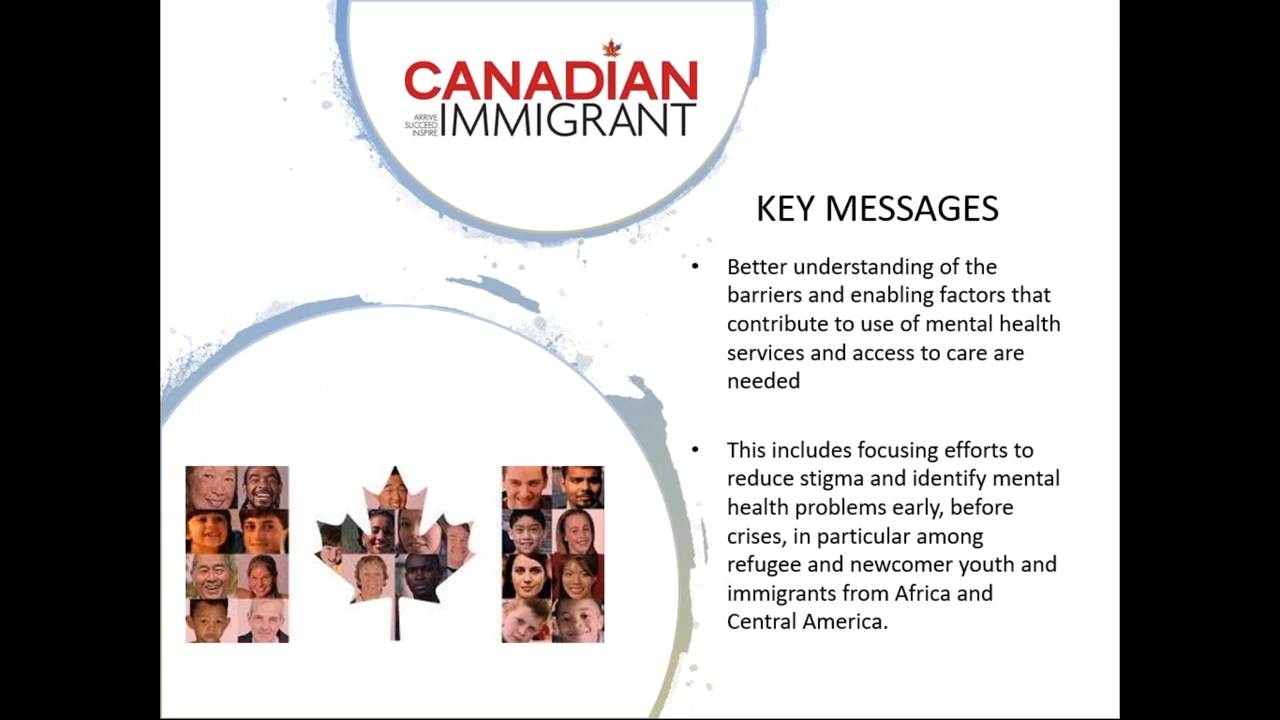 CANADIAN
ARRIVE
SUCCEED
INSPIRE
IMMIGRANT
KEY MESSAGES
• Better understanding of the
barriers and enabling factors that
contribute to use of mental health
services and access to care are
needed
• This includes focusing efforts to
reduce stigma and identify mental
health problems early, before
crises, in particular among
refugee and newcomer youth and
immigrants from Africa and
Central America.